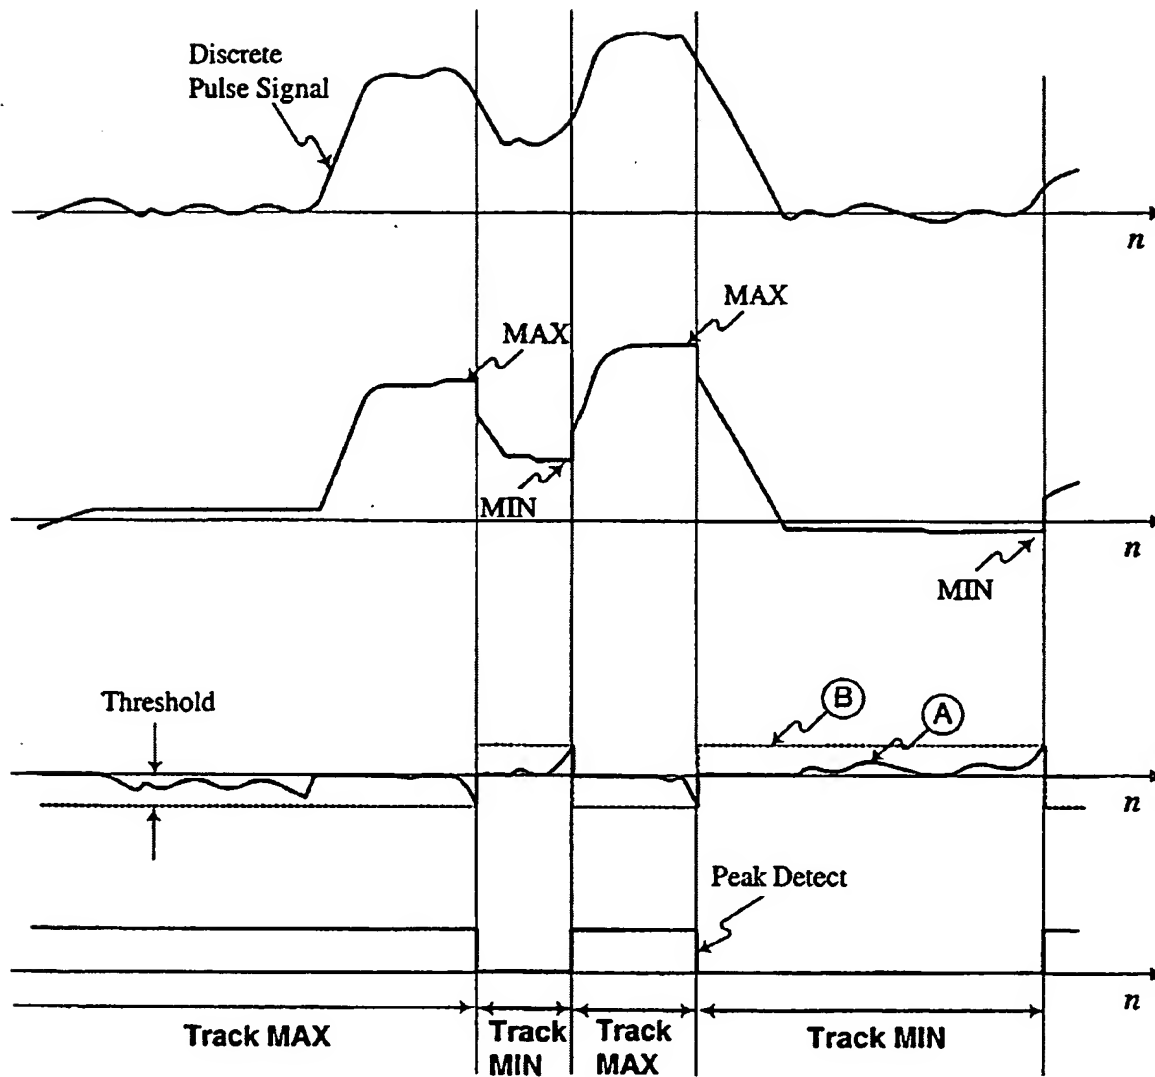 Discrete
Pulse Signal
n
MAX
MAX
MIN
n
MIN
Threshold
B
A
n
Peak Detect
n
Track MAX
Track
MIN
Track
MAX
Track MIN